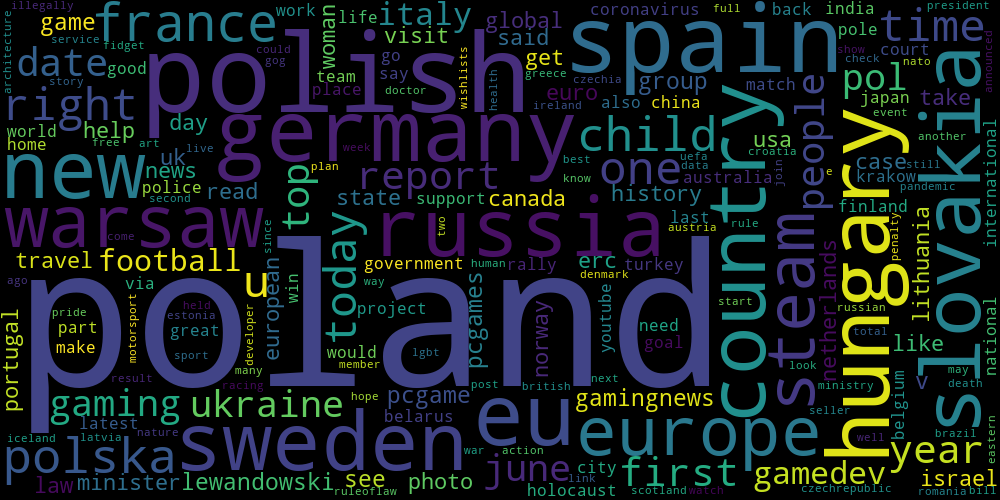 illegally
game
france
work
life
italy
global
coronavirus
full
back
india
president
architecture
service
fidget
polish
woman
visit
said
spain
pole
time
date
good
story
could
gog
team
place
go
say
doctor
get
wishlists
health
greece
czechia
group
match
court
show
check
nato
announced
right
germany
euro
ireland
also
china
child
people
pol
japan
event
take
slovakia
world
home
help
free
day
art
live
week
uk
news
new
police
second
read
top
plan
report
support
state
canada
best
know
one
uefa
data
australia
history
usa
croatia
join
country
case
still
krakow
another
pandemic
e
hungary
international
warsaw
come
since
russia
two
last
austria
rule
finland
penalty
lithuania
travel
football
u
today
european
win
government
human
rally
erc
turkey
denmark
way
via
ago
poland
pride
part
make
motorsport
held
estonia
great
sport
developer
many
project
would
member
lgbt
pcgames
norway
youtube
need
goal
start
steam
netherlands
russian
total
look
like
national
portugal
result
racing
hope
post
british
next
ministry
v
may
death
gaming
ukraine
pcgame
belarus
eu
gamingnews
europe
seller
belgium
well
brazil
eastern
latest
iceland
latvia
nature
sweden
war
action
polska
law
minister
lewandowski
see
ruleoflaw
photo
june
link
city
holocaust
first
scotland
watch
gamedev
czechrepublic
year
israel
romania
bill